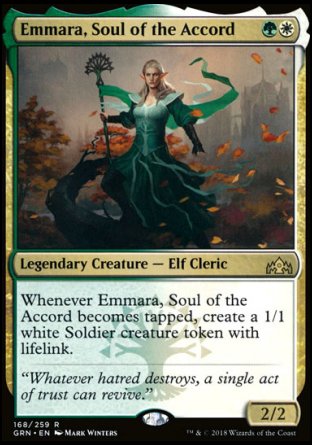 Emmara, Soul of the Accord
Legendary Creature — Elf Cleric
Whenever Emmara, Soul of the
Accord becomes tapped, create a 1/1
white Soldier creature token with
lifelink.
“Whatever hatred destroys, a single act
of trust can revive.”
2/2
168/259 R
GRN • EN MARK WINTERS
™ & © 2018 Wizards of the Coast